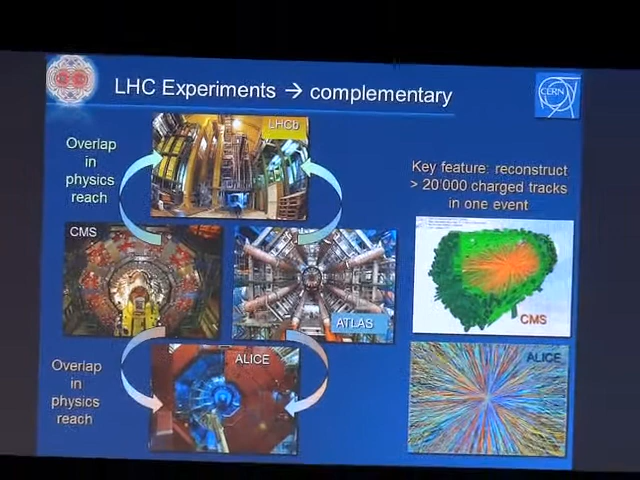 LHC Experiments → complementary
CERN
LHCb
Overlap
in
physics
reach
Key feature: reconstruct
> 20'000 charged tracks
in one event
CMS
ATLAS
CMS
Overlap
in
physics
reach
ALICE
ALICE